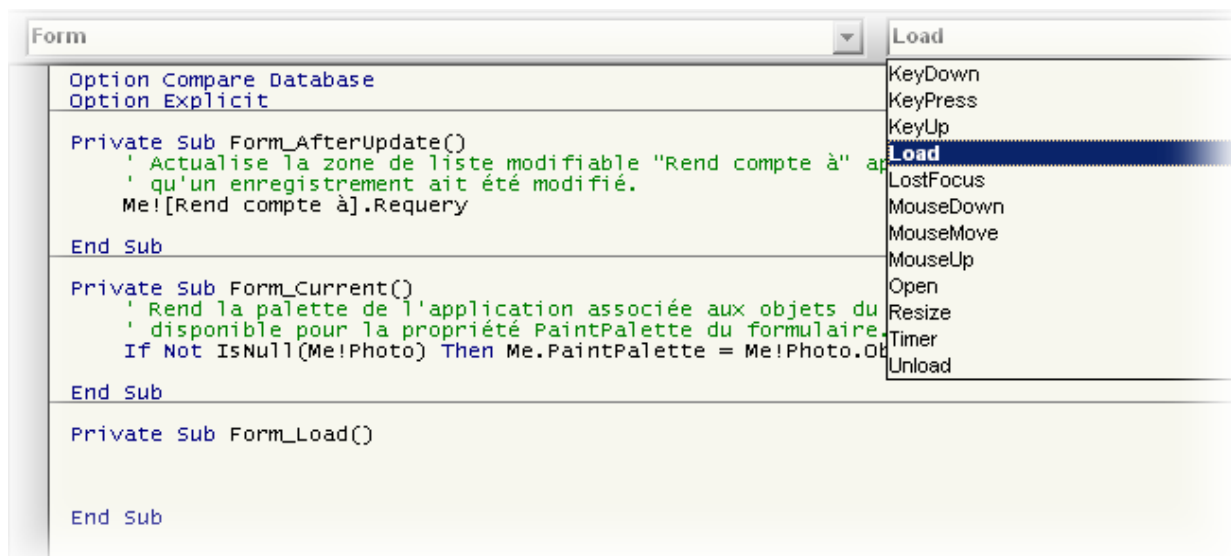 Form
Load
Option Compare Database
Option Explicit
Private Sub Form_AfterUpdate()
' Actualise la zone de liste modifiable "Rend compte à"
' qu'un enregistrement ait été modifié.
Me![Rend compte à].Requery
End Sub
Private Sub Form_Current()
' Rend la palette de l'application associée aux objets du
' disponible pour la propriété PaintPalette du formulaire.
If Not IsNull(Me!Photo) Then Me.PaintPalette = Me!Photo.Ob
End Sub
Private Sub Form_Load()
End Sub
KeyDown
KeyPress
KeyUp
Load
LostFocus
MouseDown
MouseMove
MouseUp
Open
Resize
Timer
Unload